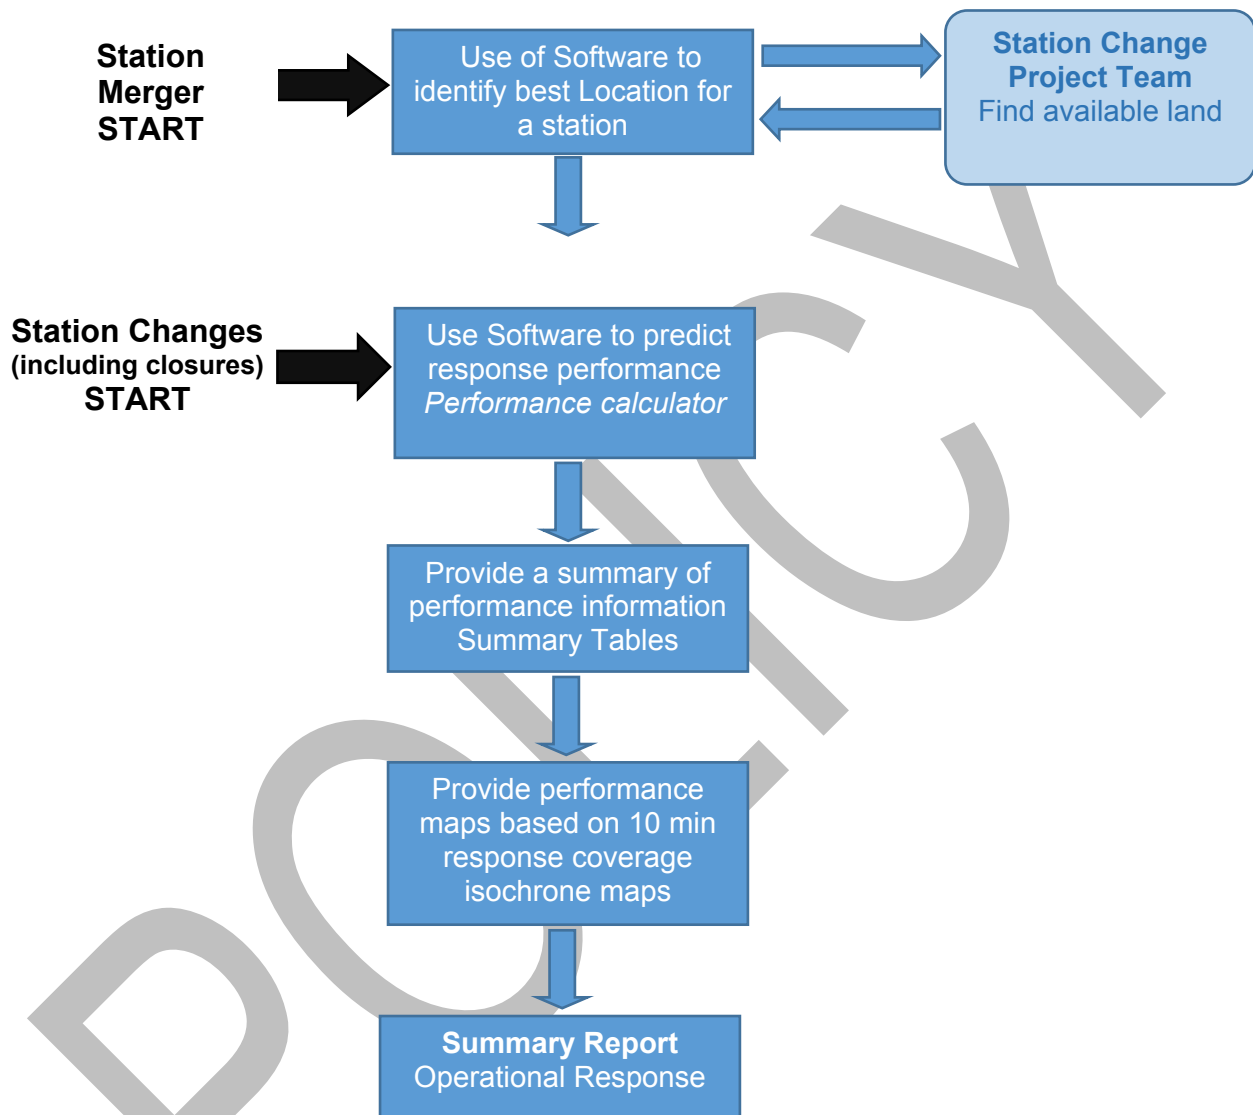 Station
Merger
START
Use of Software to
identify best Location for
a station
Station Change
Project Team
Find available land
Station Changes
(including closures)
START
Use Software to predict
response performance
Performance calculator
Provide a summary of
performance information
Summary Tables
Provide performance
maps based on 10 min
response coverage
isochrone maps
Summary Report
Operational Response
POLICY